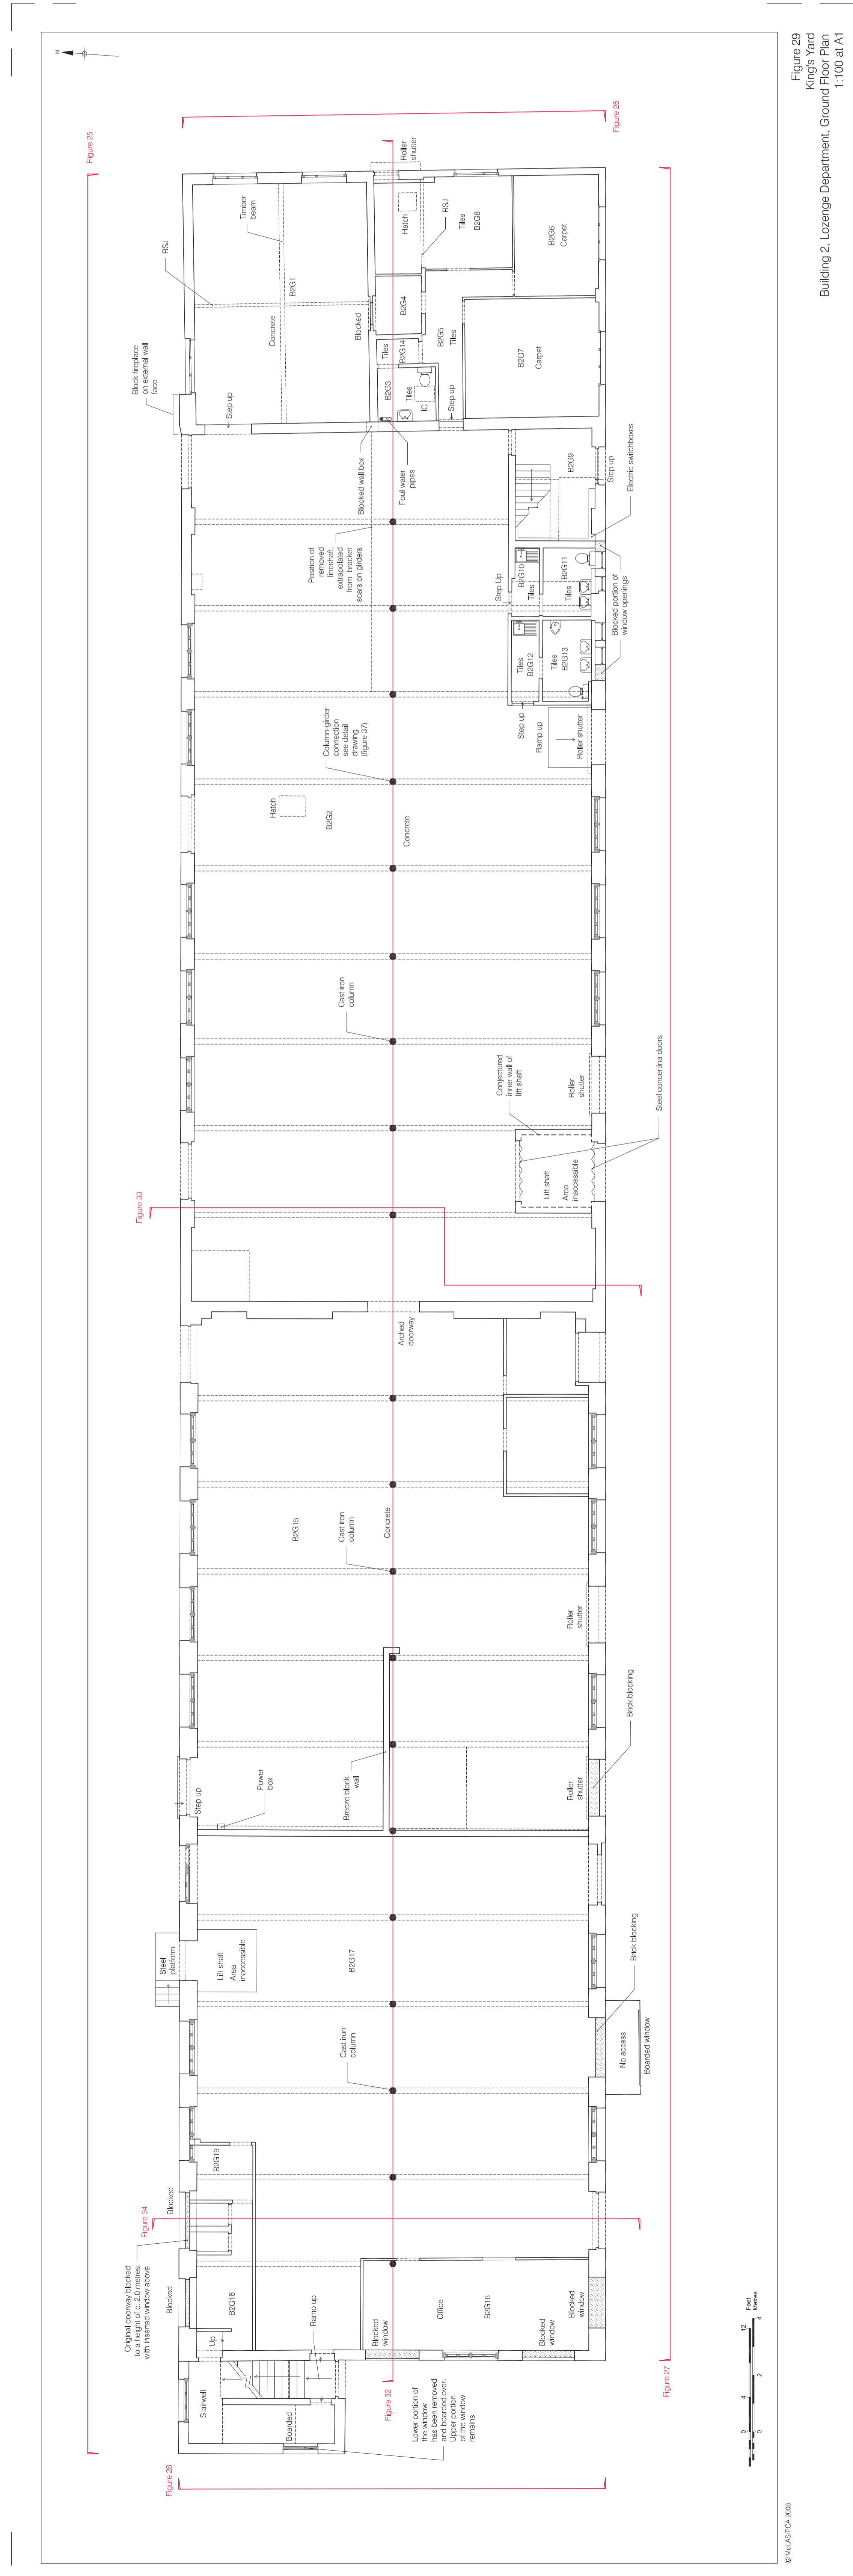 Figure 29
King's Yard
Building 2, Lozenge Department, Ground Floor Plan
1:100 at A1
N
Figure 25
Figure 26
Roller
shutter
RSJ
Timber
beam
Hatch
RSJ
Tiles
B2G8
B2G6
Carpet
B2G1
Concrete
B2G4
Blocked
B2G5
Tiles
Tiles
B2G14
B2G7
Carpet
Block fireplace
on external wall
face
Step up
B2G3
Tiles
IC
Step up
Blocked wall box
Foul water
pipes
B2G9
Step up
Electric switchboxes
Position of
removed
lineshaft,
extrapolated
from bracket
scars on girders
Step Up
B2G10
Tiles
B2G11
Tiles
Blocked portion of
window openings
Tiles
B2G12
Tiles
B2G13
Step up
Ramp up
Roller shutter
Column-girder
connection
see detail
drawing
(figure 37)
Hatch
B2G2
Concrete
Cast iron
column
Conjectured
inner wall of
lift shaft
Roller
shutter
Steel concertina doors
Lift shaft
Area
inaccessible
Figure 33
Arched
doorway
B2G15
Cast iron
column
Concrete
Roller
shutter
Brick blocking
Step up
Power
box
Breeze block
wall
Roller
shutter
Steel
platform
Lift shaft
Area
inaccessible
B2G17
Brick blocking
Cast iron
column
No access
Boarded window
B2G19
Blocked
Figure 34
Original doorway blocked
to a height of c. 2.0 metres
with inserted window above
Blocked
B2G18
Up
Ramp up
Blocked
window
Office
B2G16
Blocked
window
Blocked
window
Stairwell
Boarded
Figure 32
Lower portion of
the window
has been removed
and boarded over.
Upper portion
of the window
remains
Figure 27
Figure 28
0 4 12 Feet
0 2 4 Metres
© MoLAS/PCA 2008